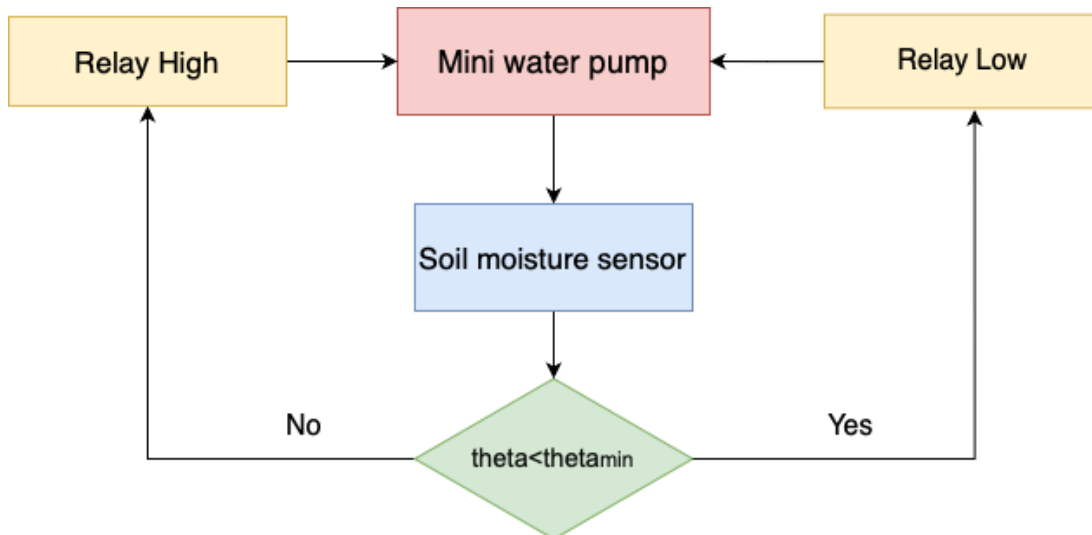 Relay High
Mini water pump
Relay Low
Soil moisture sensor
No
Yes
theta<thetamin